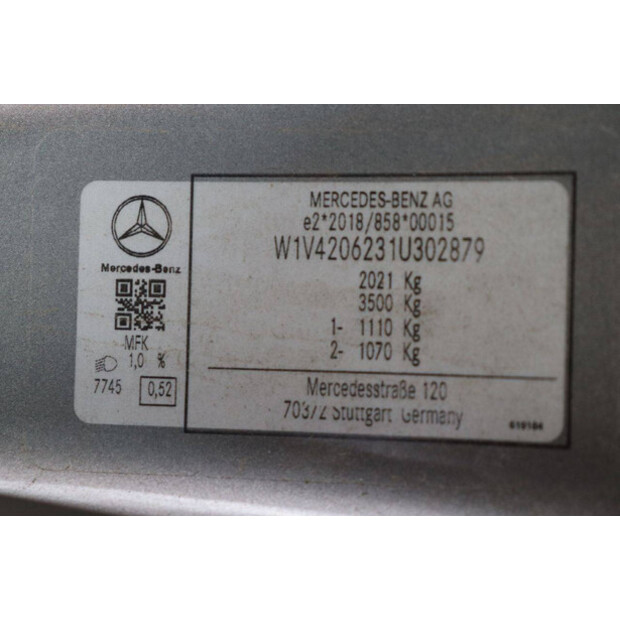 Mercedes-Benz
MFK
1,0 %
7745 0,52
MERCEDES-BENZ AG
e2*2018/858*00015
W1V4206231U302879
2021 Kg
3500 Kg
1- 1110 Kg
2- 1070 Kg
Mercedesstraße 120
70372 Stuttgart Germany